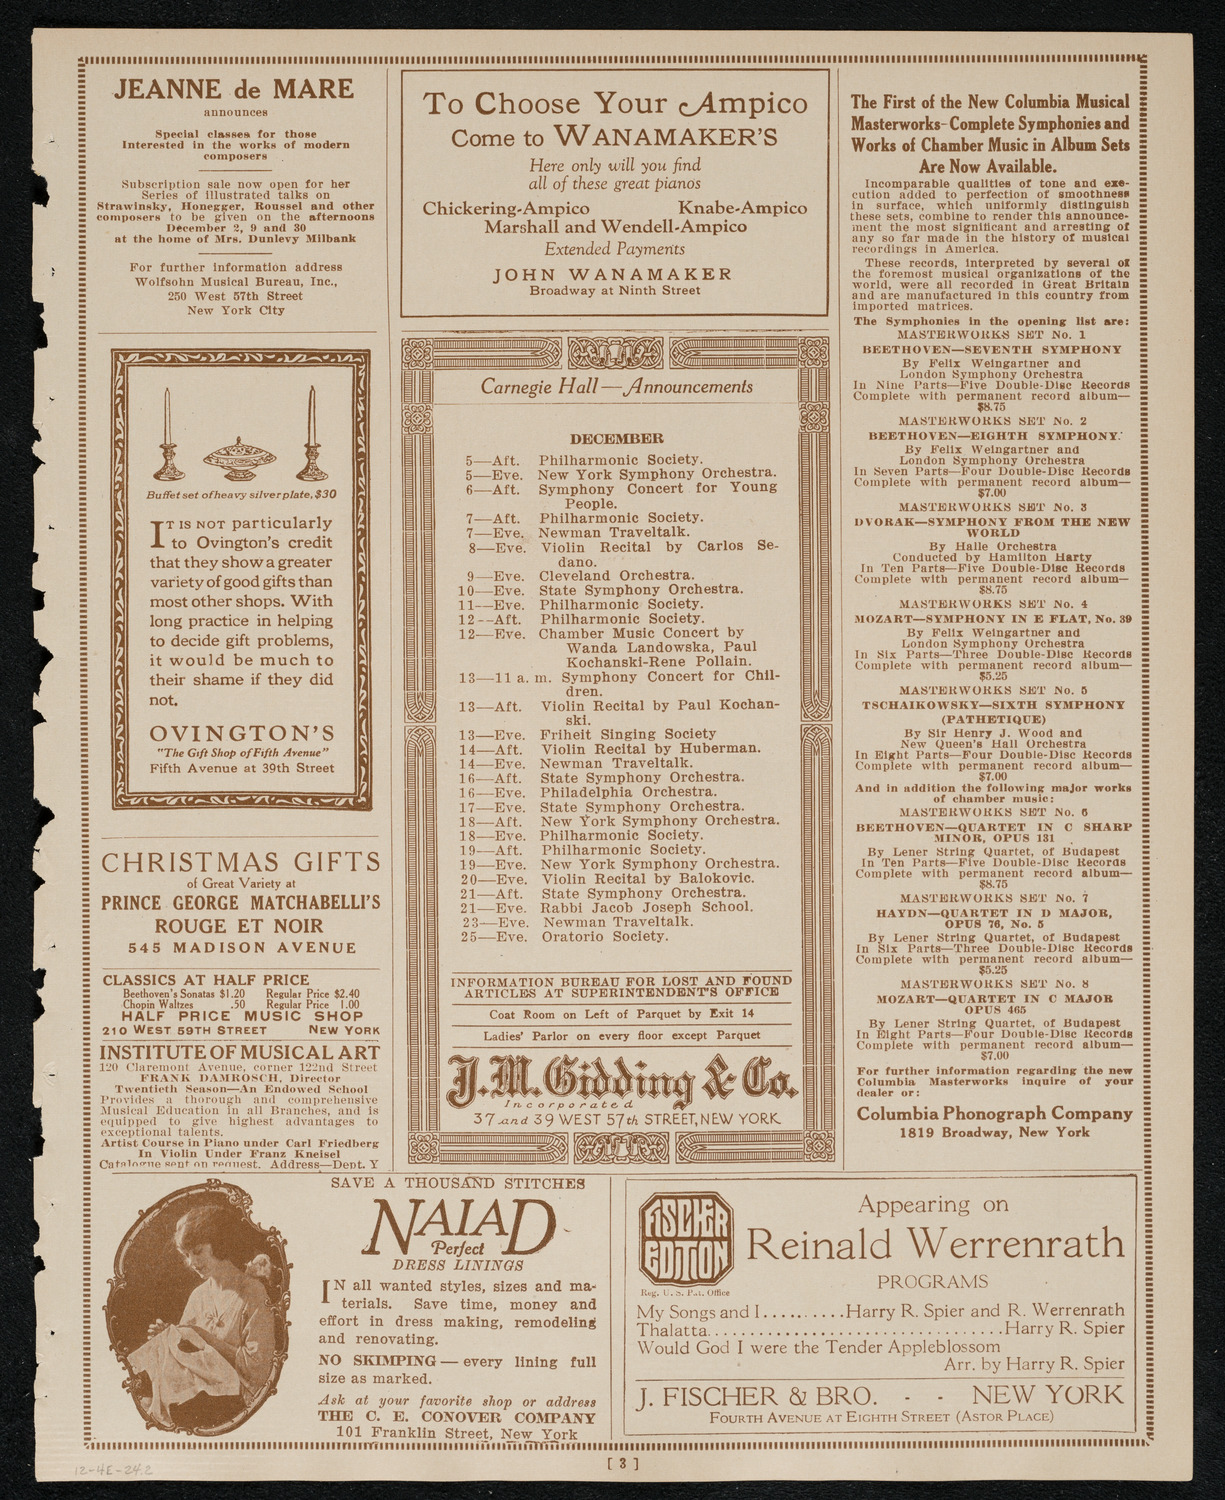 JEANNE de MARE
announces
Special classes for those
Interested in the works of modern
composers
Subscription sale now open for her
Series of illustrated talks on
Strawinsky, Honegger, Roussel and other
composers to be given on the afternoons
December 2, 9 and 30
at the home of Mrs. Dunlevy Milbank
For further information address
Wolfsohn Musical Bureau, Inc.,
250 West 57th Street
New York City
Buffet set of heavy silver plate, $30
IT IS NOT particularly
to Ovington's credit
that they show a greater
variety of good gifts than
most other shops. With
long practice in helping
to decide gift problems,
it would be much to
their shame if they did
not.
OVINGTON'S
"The Gift Shop of Fifth Avenue"
Fifth Avenue at 39th Street
CHRISTMAS GIFTS
of Great Variety at
PRINCE GEORGE MATCHABELLI'S
ROUGE ET NOIR
545 MADISON AVENUE
CLASSICS AT HALF PRICE
Beethoven's Sonatas $1.20 Regular Price $2.40
Chopin Waltzes .50 Regular Price 1.00
HALF PRICE MUSIC SHOP
210 WEST 59TH STREET NEW YORK
INSTITUTE OF MUSICAL ART
120 Claremont Avenue, corner 122nd Street
FRANK DAMROSCH, Director
Twentieth Season—An Endowed School
Provides a thorough and comprehensive
Musical Education in all Branches, and is
equipped to give highest advantages to
exceptional talents.
Artist Course in Piano under Carl Friedberg
In Violin Under Franz Kneisel
Catalogue sent on request. Address—Dept. Y
To Choose Your Ampico
Come to WANAMAKER'S
Here only will you find
all of these great pianos
Chickering-Ampico Knabe-Ampico
Marshall and Wendell-Ampico
Extended Payments
JOHN WANAMAKER
Broadway at Ninth Street
Carnegie Hall—Announcements
DECEMBER
5—Aft. Philharmonic Society.
5—Eve. New York Symphony Orchestra.
6—Aft. Symphony Concert for Young
People.
7—Aft. Philharmonic Society.
7—Eve. Newman Traveltalk.
8—Eve. Violin Recital by Carlos Se-
dano.
9—Eve. Cleveland Orchestra.
10—Eve. State Symphony Orchestra.
11—Eve. Philharmonic Society.
12--Aft. Philharmonic Society.
12—Eve. Chamber Music Concert by
Wanda Landowska, Paul
Kochanski-Rene Pollain.
13—11 a. m. Symphony Concert for Chil-
dren.
13—Aft. Violin Recital by Paul Kochan-
ski.
13—Eve. Friheit Singing Society
14—Aft. Violin Recital by Huberman.
14—Eve. Newman Traveltalk.
16—Aft. State Symphony Orchestra.
16—Eve. Philadelphia Orchestra.
17—Eve. State Symphony Orchestra.
18—Aft. New York Symphony Orchestra.
18—Eve. Philharmonic Society.
19—Aft. Philharmonic Society.
19—Eve. New York Symphony Orchestra.
20—Eve. Violin Recital by Balokovic.
21—Aft. State Symphony Orchestra.
21—Eve. Rabbi Jacob Joseph School.
23—Eve. Newman Traveltalk.
25—Eve. Oratorio Society.
INFORMATION BUREAU FOR LOST AND FOUND
ARTICLES AT SUPERINTENDENT'S OFFICE
Coat Room on Left of Parquet by Exit 14
Ladies' Parlor on every floor except Parquet
J.M. Gidding & Co.
Incorporated
37 and 39 WEST 57th STREET, NEW YORK
The First of the New Columbia Musical
Masterworks-Complete Symphonies and
Works of Chamber Music in Album Sets
Are Now Available.
Incomparable qualities of tone and exe-
cution added to perfection of smoothness
in surface, which uniformly distinguish
these sets, combine to render this announce-
ment the most significant and arresting of
any so far made in the history of musical
recordings in America.
These records, interpreted by several of
the foremost musical organizations of the
world, were all recorded in Great Britain
and are manufactured in this country from
imported matrices.
The Symphonies in the opening list are:
MASTERWORKS SET No. 1
BEETHOVEN—SEVENTH SYMPHONY
By Felix Weingartner and
London Symphony Orchestra
In Nine Parts—Five Double-Disc Records
Complete with permanent record album—
$8.75
MASTERWORKS SET No. 2
BEETHOVEN—EIGHTH SYMPHONY.
By Felix Weingartner and
London Symphony Orchestra
In Seven Parts—Four Double-Disc Records
Complete with permanent record album—
$7.00
MASTERWORKS SET No. 3
DVORAK—SYMPHONY FROM THE NEW
WORLD
By Halle Orchestra
Conducted by Hamilton Harty
In Ten Parts—Five Double-Disc Records
Complete with permanent record album—
$8.75
MASTERWORKS SET No. 4
MOZART—SYMPHONY IN E FLAT, No. 39
By Felix Weingartner and
London Symphony Orchestra
In Six Parts—Three Double-Disc Records
Complete with permanent record album—
$5.25
MASTERWORKS SET No. 5
TSCHAIKOWSKY—SIXTH SYMPHONY
(PATHETIQUE)
By Sir Henry J. Wood and
New Queen's Hall Orchestra
In Eight Parts—Four Double-Disc Records
Complete with permanent record album—
$7.00
And in addition the following major works
of chamber music:
MASTERWORKS SET No. 6
BEETHOVEN—QUARTET IN C SHARP
MINOR, OPUS 131
By Lener String Quartet, of Budapest
In Ten Parts—Five Double-Disc Records
Complete with permanent record album—
$8.75
MASTERWORKS SET No. 7
HAYDN—QUARTET IN D MAJOR,
OPUS 76, No. 5
By Lener String Quartet, of Budapest
In Six Parts—Three Double-Disc Records
Complete with permanent record album—
$5.25
MASTERWORKS SET No. 8
MOZART—QUARTET IN C MAJOR
OPUS 465
By Lener String Quartet, of Budapest
In Eight Parts—Four Double-Disc Records
Complete with permanent record album—
$7.00
For further information regarding the new
Columbia Masterworks inquire of your
dealer or:
Columbia Phonograph Company
1819 Broadway, New York
SAVE A THOUSAND STITCHES
NAIAD
Perfect
DRESS LININGS
IN all wanted styles, sizes and ma-
terials. Save time, money and
effort in dress making, remodeling
and renovating.
NO SKIMPING—every lining full
size as marked.
Ask at your favorite shop or address
THE C. E. CONOVER COMPANY
101 Franklin Street, New York
FISCHER
EDITION
Reg. U. S. Pat. Office
Appearing on
Reinald Werrenrath
PROGRAMS
My Songs and I..........Harry R. Spier and R. Werrenrath
Thalatta..................................Harry R. Spier
Would God I were the Tender Appleblossom
Arr. by Harry R. Spier
J. FISCHER & BRO. - - NEW YORK
FOURTH AVENUE AT EIGHTH STREET (ASTOR PLACE)
[ 3 ]
12-4E-24.2